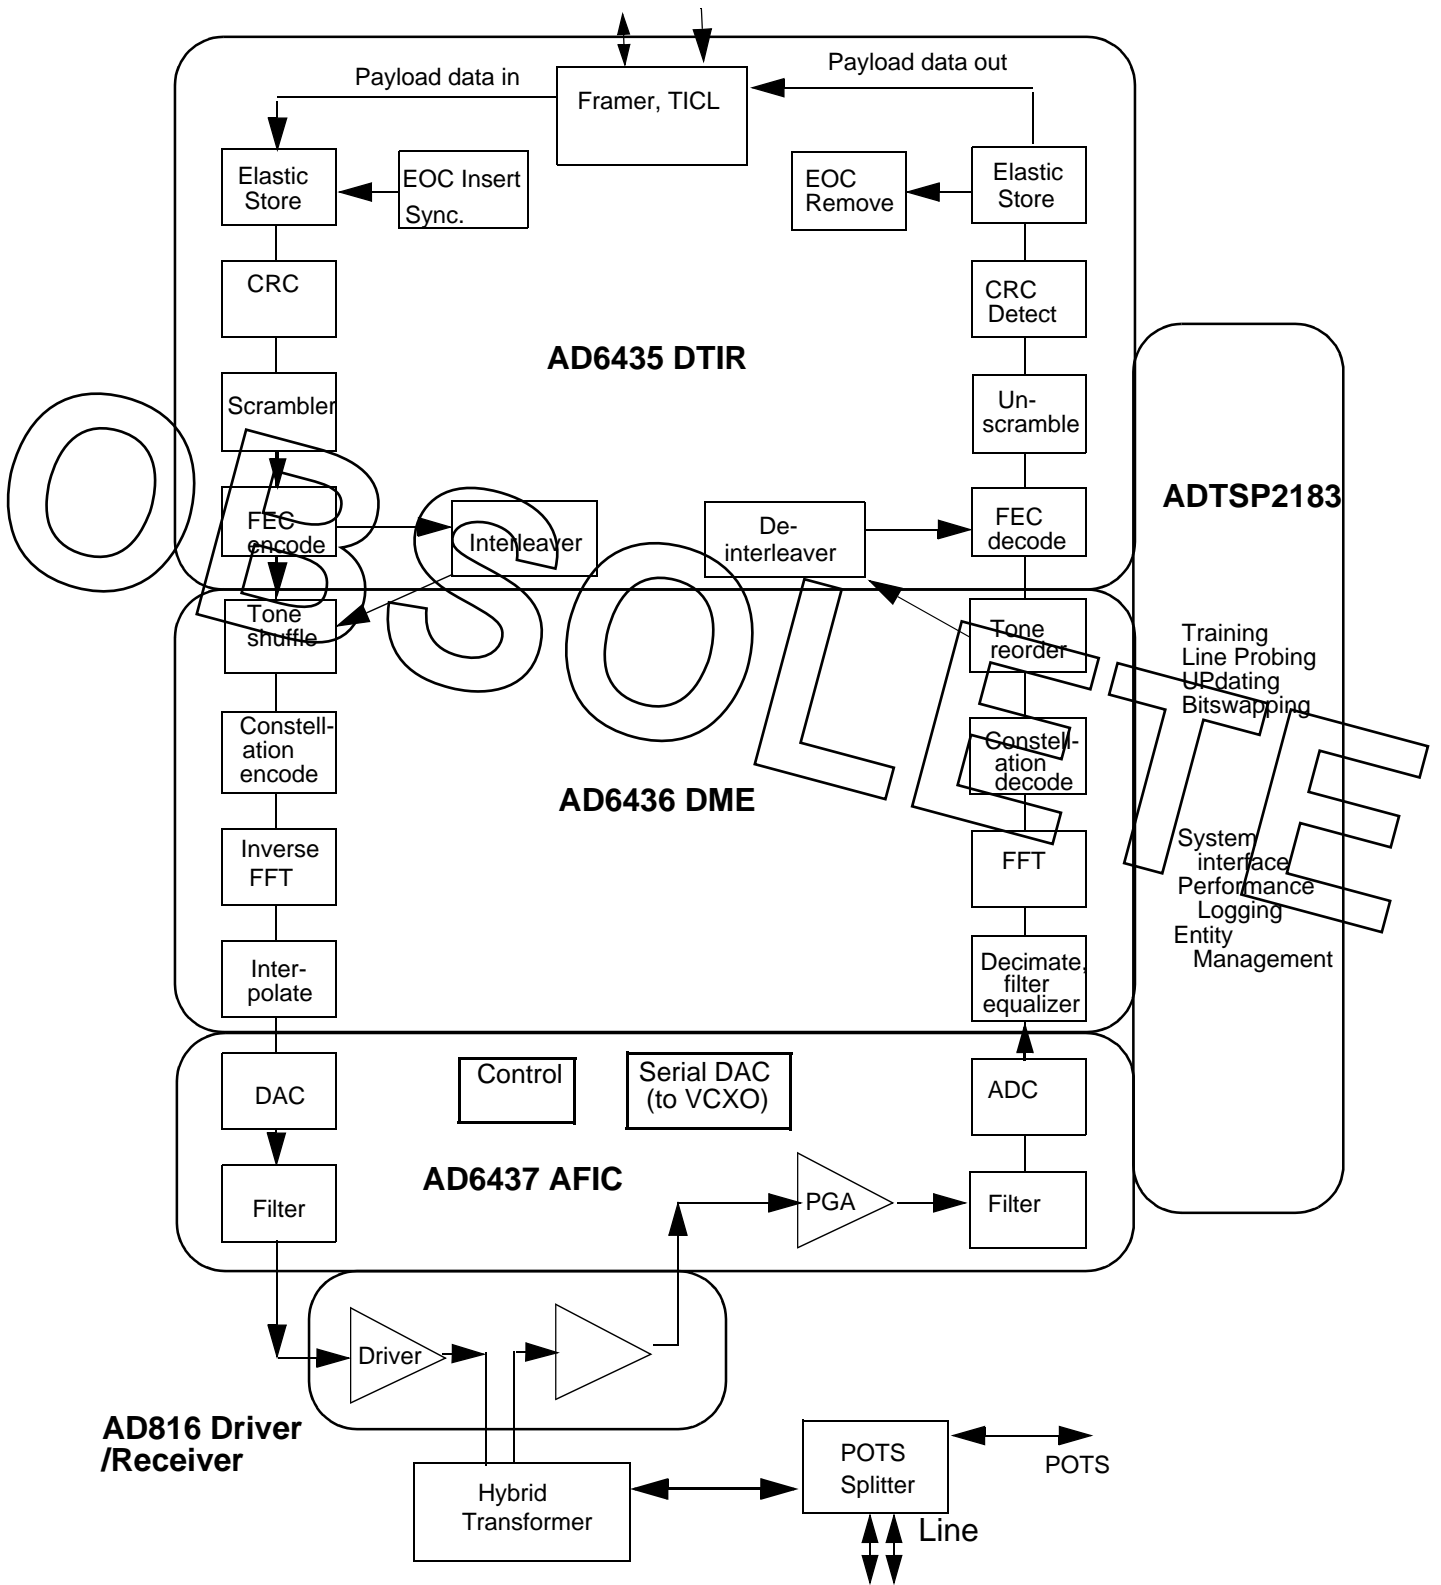 Payload data in
Payload data out
Framer, TICL
Elastic
Store
EOC Insert
Sync.
EOC
Remove
Elastic
Store
CRC
CRC
Detect
AD6435 DTIR
Scrambler
Un-
scramble
FEC
encode
Interleaver
De-
interleaver
FEC
decode
ADTSP2183
Tone
shuffle
Tone
reorder
Training
Line Probing
UPdating
Bitswapping
Constell-
ation
encode
Constell-
ation
decode
AD6436 DME
Inverse
FFT
FFT
System
interface
Performance
Logging
Entity
Management
Inter-
polate
Decimate,
filter
equalizer
DAC
Control
Serial DAC
(to VCXO)
ADC
AD6437 AFIC
Filter
PGA
Filter
Driver
AD816 Driver
/Receiver
Hybrid
Transformer
POTS
Splitter
POTS
Line
OBSOLETE